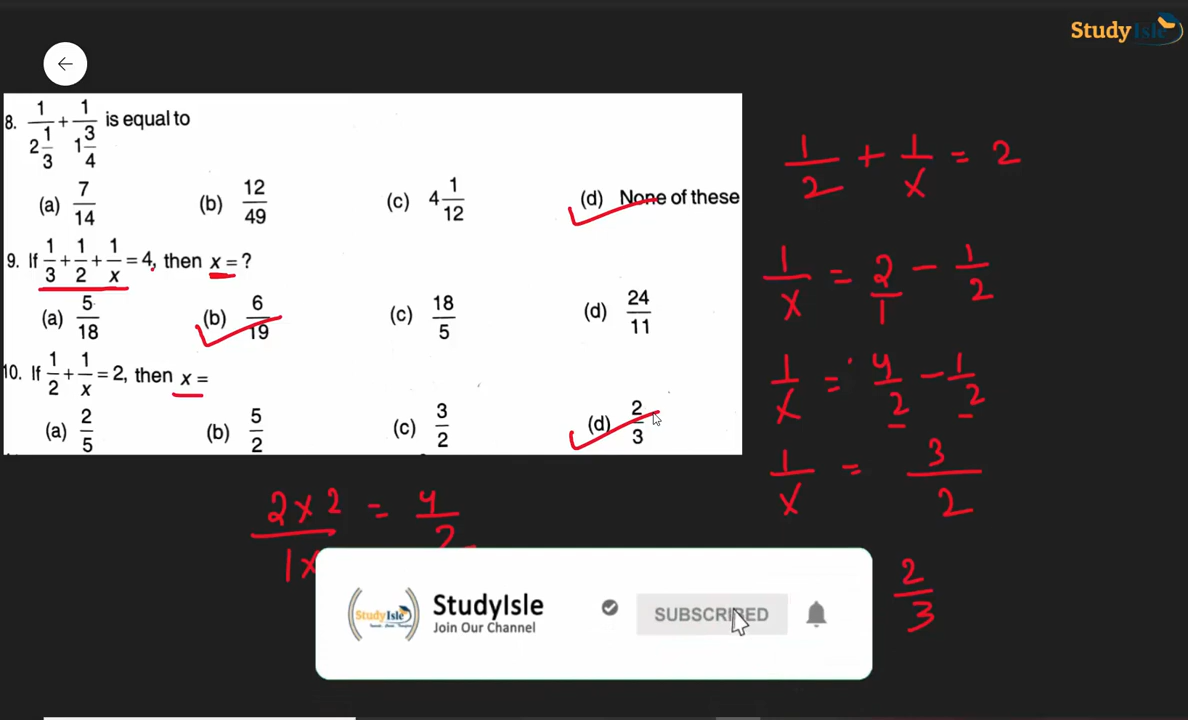 StudyIsle
8. 1/(2 1/3) + 1/(1 3/4) is equal to
(a) 7/14 (b) 12/49 (c) 4 1/12 (d) None of these
9. If 1/3 + 1/2 + 1/x = 4, then x = ?
(a) 5/18 (b) 6/19 (c) 18/5 (d) 24/11
10. If 1/2 + 1/x = 2, then x =
(a) 2/5 (b) 5/2 (c) 3/2 (d) 2/3
1/2 + 1/x = 2
1/x = 2/1 - 1/2
1/x = 4/2 - 1/2
1/x = 3/2
2/3
2x2/1x = 4/2
StudyIsle
StudyIsle
Join Our Channel
SUBSCRIBED